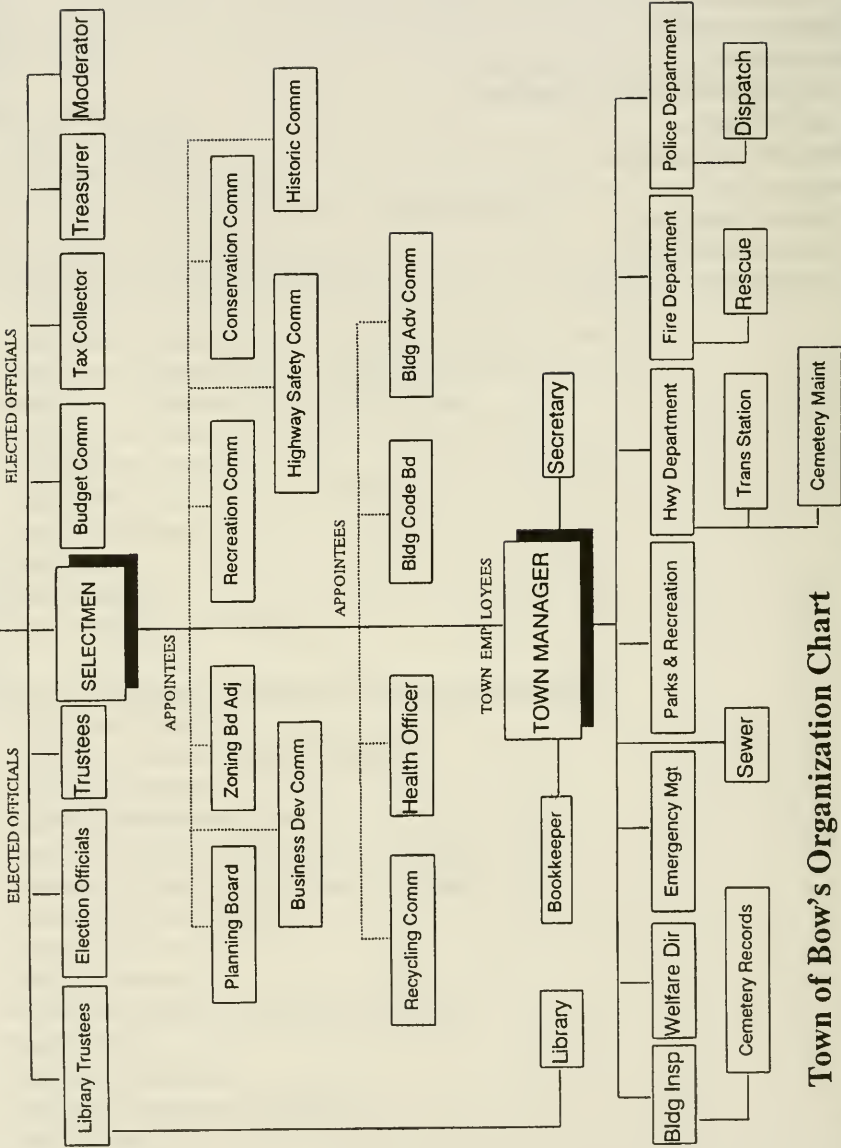 ELECTED OFFICIALS
ELECTED OFFICIALS
Library Trustees
Election Officials
Trustees
SELECTMEN
Budget Comm
Tax Collector
Treasurer
Moderator
APPOINTEES
Planning Board
Zoning Bd Adj
Recreation Comm
Conservation Comm
Business Dev Comm
Highway Safety Comm
Historic Comm
APPOINTEES
Recycling Comm
Health Officer
Bldg Code Bd
Bldg Adv Comm
TOWN EMPLOYEES
Library
Bookkeeper
TOWN MANAGER
Secretary
Bldg Insp
Welfare Dir
Emergency Mgt
Parks & Recreation
Hwy Department
Fire Department
Police Department
Cemetery Records
Sewer
Trans Station
Rescue
Dispatch
Cemetery Maint
Town of Bow's Organization Chart